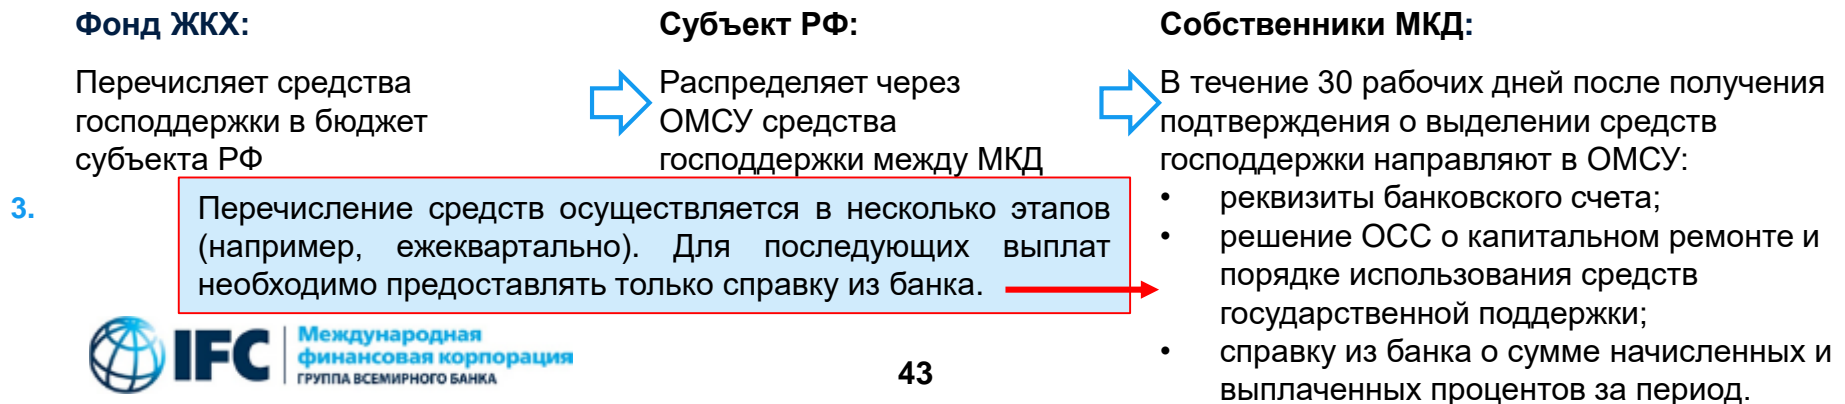 Фонд ЖКХ:
Перечисляет средства
господдержки в бюджет
субъекта РФ
Субъект РФ:
Распределяет через
ОМСУ средства
господдержки между МКД
Собственники МКД:
В течение 30 рабочих дней после получения
подтверждения о выделении средств
господдержки направляют в ОМСУ:
• реквизиты банковского счета;
• решение ОСС о капитальном ремонте и
порядке использования средств
государственной поддержки;
• справку из банка о сумме начисленных и
выплаченных процентов за период.
3.
Перечисление средств осуществляется в несколько этапов
(например, ежеквартально). Для последующих выплат
необходимо предоставлять только справку из банка.
IFC
Международная
финансовая корпорация
ГРУППА ВСЕМИРНОГО БАНКА
43